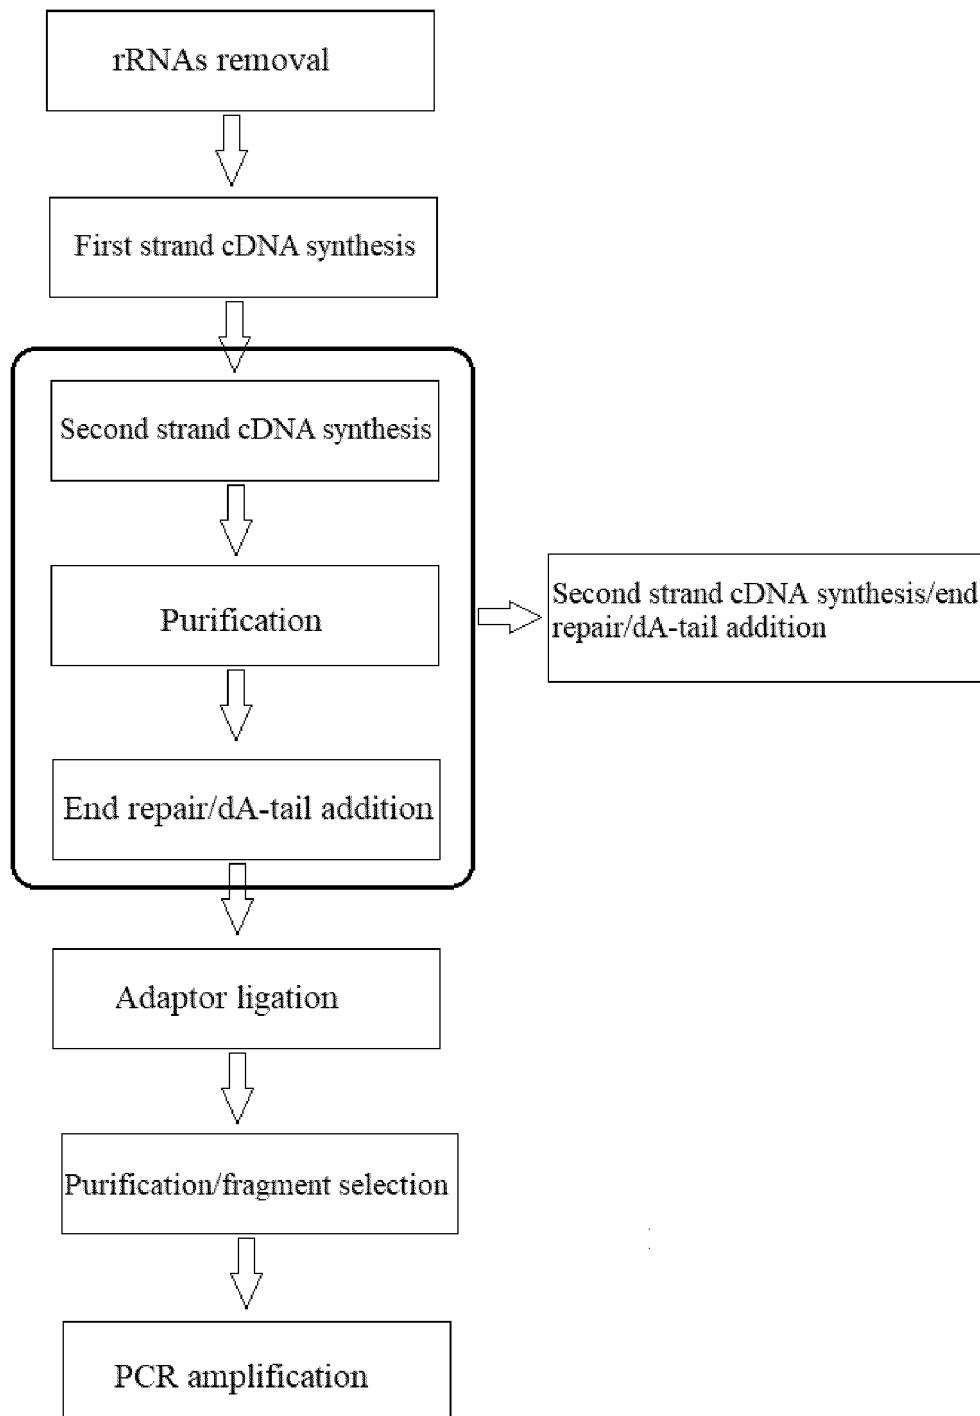 rRNAs removal
First strand cDNA synthesis
Second strand cDNA synthesis
Purification
Second strand cDNA synthesis/end
repair/dA-tail addition
End repair/dA-tail addition
Adaptor ligation
Purification/fragment selection
PCR amplification